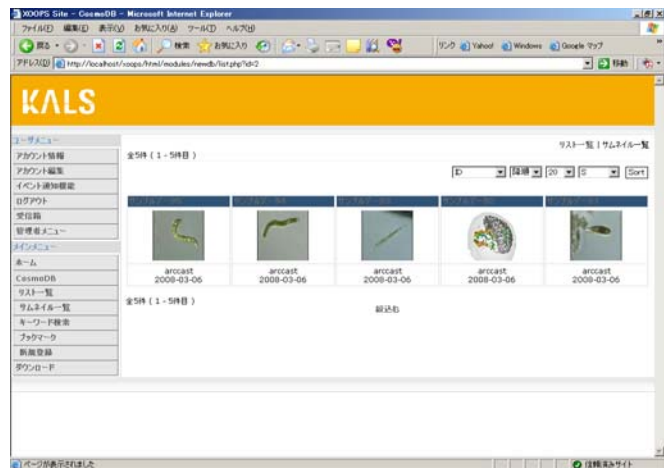 XOOPS Site - CosmoDB - Microsoft Internet Explorer
ファイル(F) 編集(E) 表示(V) お気に入り(A) ツール(T) ヘルプ(H)
戻る 検索 お気に入り リンク Yahoo! Windows Google マップ
アドレス(D) http://localhost/xoops/html/modules/newdb/list.php?id=2 移動
KALS
ユーザメニュー
アカウント情報
アカウント編集
イベント通知機能
ログアウト
受信箱
管理者メニュー
メインメニュー
ホーム
CosmoDB
リスト一覧
サムネイル一覧
キーワード検索
ブックマーク
新規登録
ダウンロード
リスト一覧 | サムネイル一覧
全5件 ( 1 - 5件目 )
ID 降順 20 S Sort
arccast arccast arccast arccast arccast
2008-03-06 2008-03-06 2008-03-06 2008-03-06 2008-03-06
全5件 ( 1 - 5件目 )
絞込む
ページが表示されました 信頼済みサイト